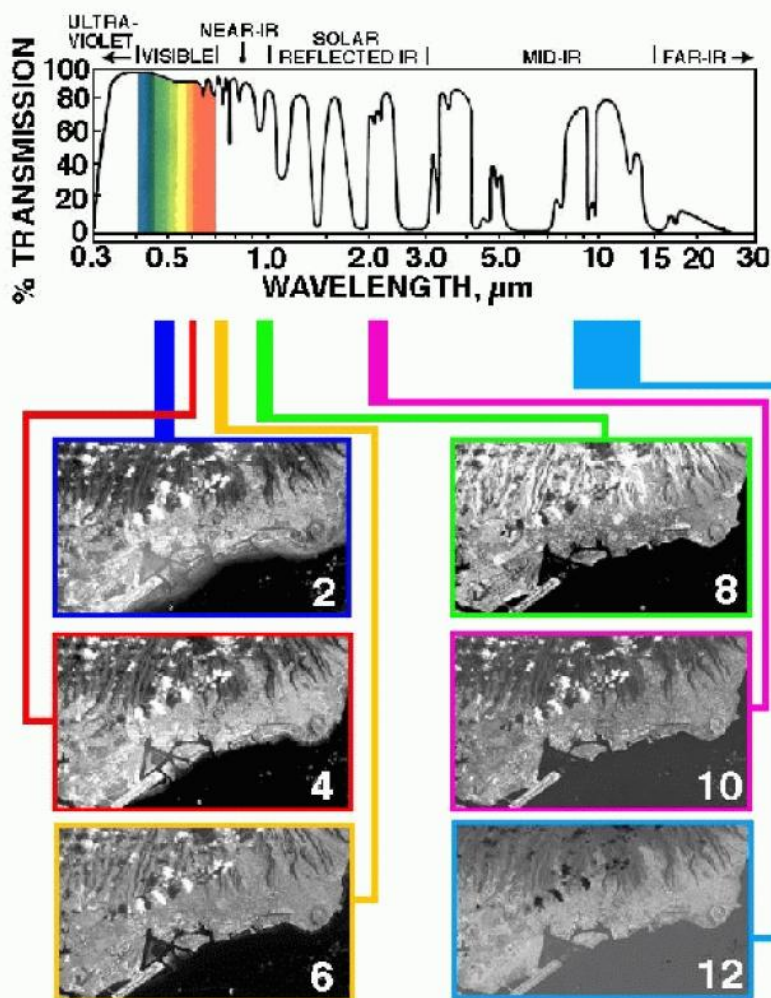 ULTRA-
VIOLET
VISIBLE
NEAR-IR
SOLAR
REFLECTED IR
MID-IR
FAR-IR
% TRANSMISSION
100
80
60
40
20
0
0.3 0.5 1.0 2.0 3.0 5.0 10 15 20 30
WAVELENGTH, µm
2
8
4
10
6
12